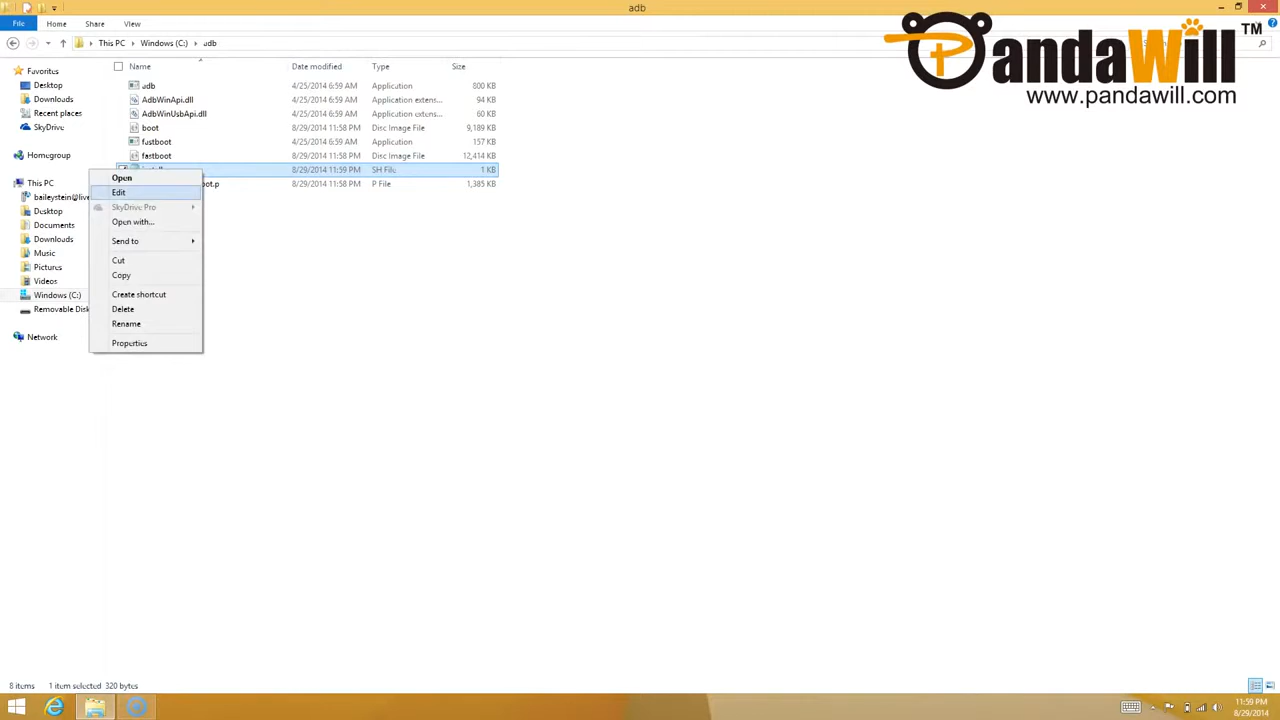 adb
File Home Share View
This PC Windows (C:) adb
Name Date modified Type Size
adb 4/25/2014 6:59 AM Application 800 KB
AdbWinApi.dll 4/25/2014 6:59 AM Application extens... 94 KB
AdbWinUsbApi.dll 4/25/2014 6:59 AM Application extens... 60 KB
boot 8/29/2014 11:58 PM Disc Image File 9,189 KB
fustboot 4/25/2014 6:59 AM Application 157 KB
fastboot 8/29/2014 11:58 PM Disc Image File 12,414 KB
8/29/2014 11:59 PM SH File 1 KB
oot.p 8/29/2014 11:58 PM P File 1,385 KB
Favorites
Desktop
Downloads
Recent places
SkyDrive
Homegroup
This PC
baileystein@live
Desktop
Documents
Downloads
Music
Pictures
Videos
Windows (C:)
Removable Disk
Network
Open
Edit
SkyDrive Pro
Open with...
Send to
Cut
Copy
Create shortcut
Delete
Rename
Properties
PandaWill TM
www.pandawill.com
8 items 1 item selected 320 bytes
11:59 PM
8/29/2014